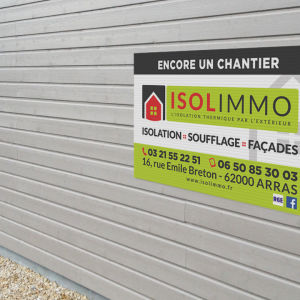 ENCORE UN CHANTIER
ISOLIMMO
L'ISOLATION THERMIQUE PAR L'EXTÉRIEUR
ISOLATION SOUFFLAGE FAÇADES
03 21 55 22 51 06 50 85 30 03
16, rue Emile Breton - 62000 ARRAS
www.isolimmo.fr
RGE f